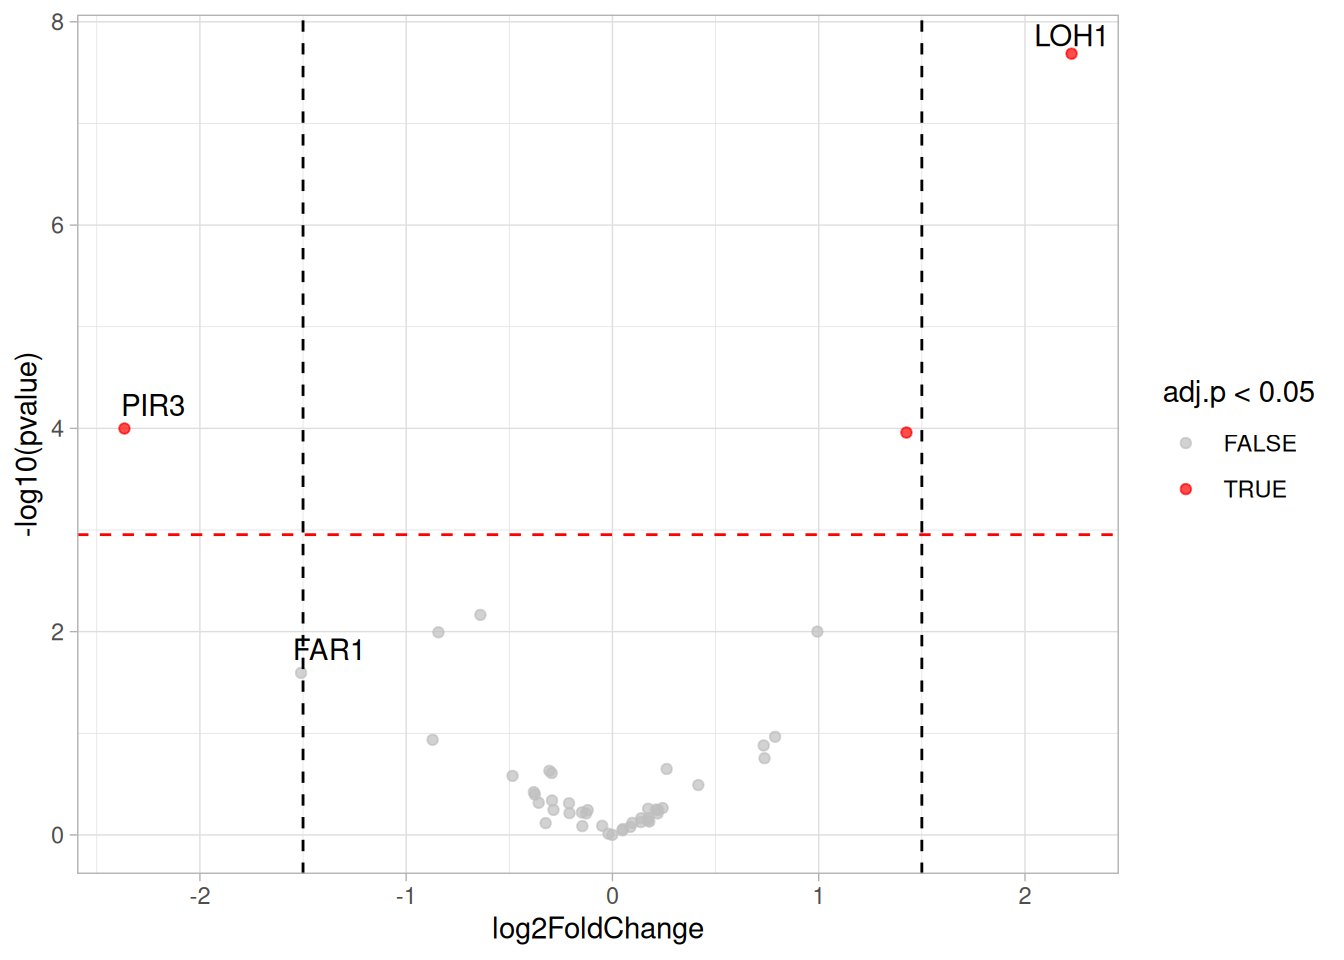 8
LOH1
6
PIR3
4
-log10(pvalue)
adj.p < 0.05
FALSE
TRUE
2
FAR1
0
-2
-1
0
1
2
log2FoldChange